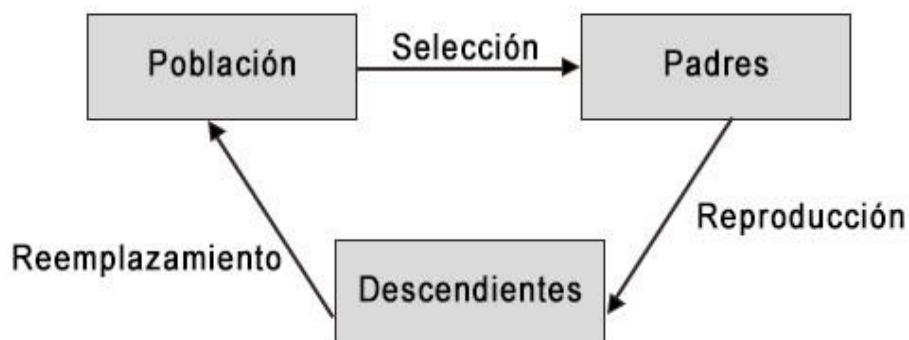 Población
Selección
Padres
Reproducción
Reemplazamiento
Descendientes